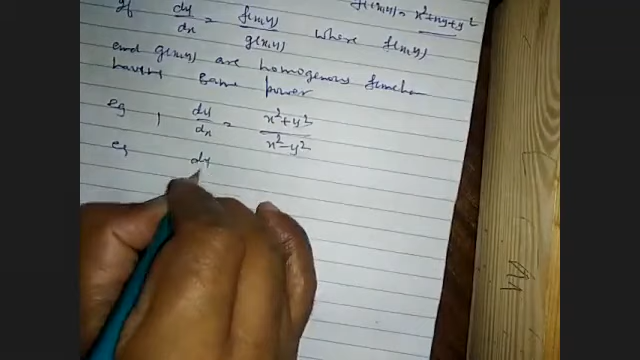 f(x,y) = x²+xy+y²
If dy/dx = f(x,y)/g(x,y) where f(x,y)
and g(x,y) are homogenous function
having same power
eg , dy/dx = x²+y²/x²-y²
eg dy